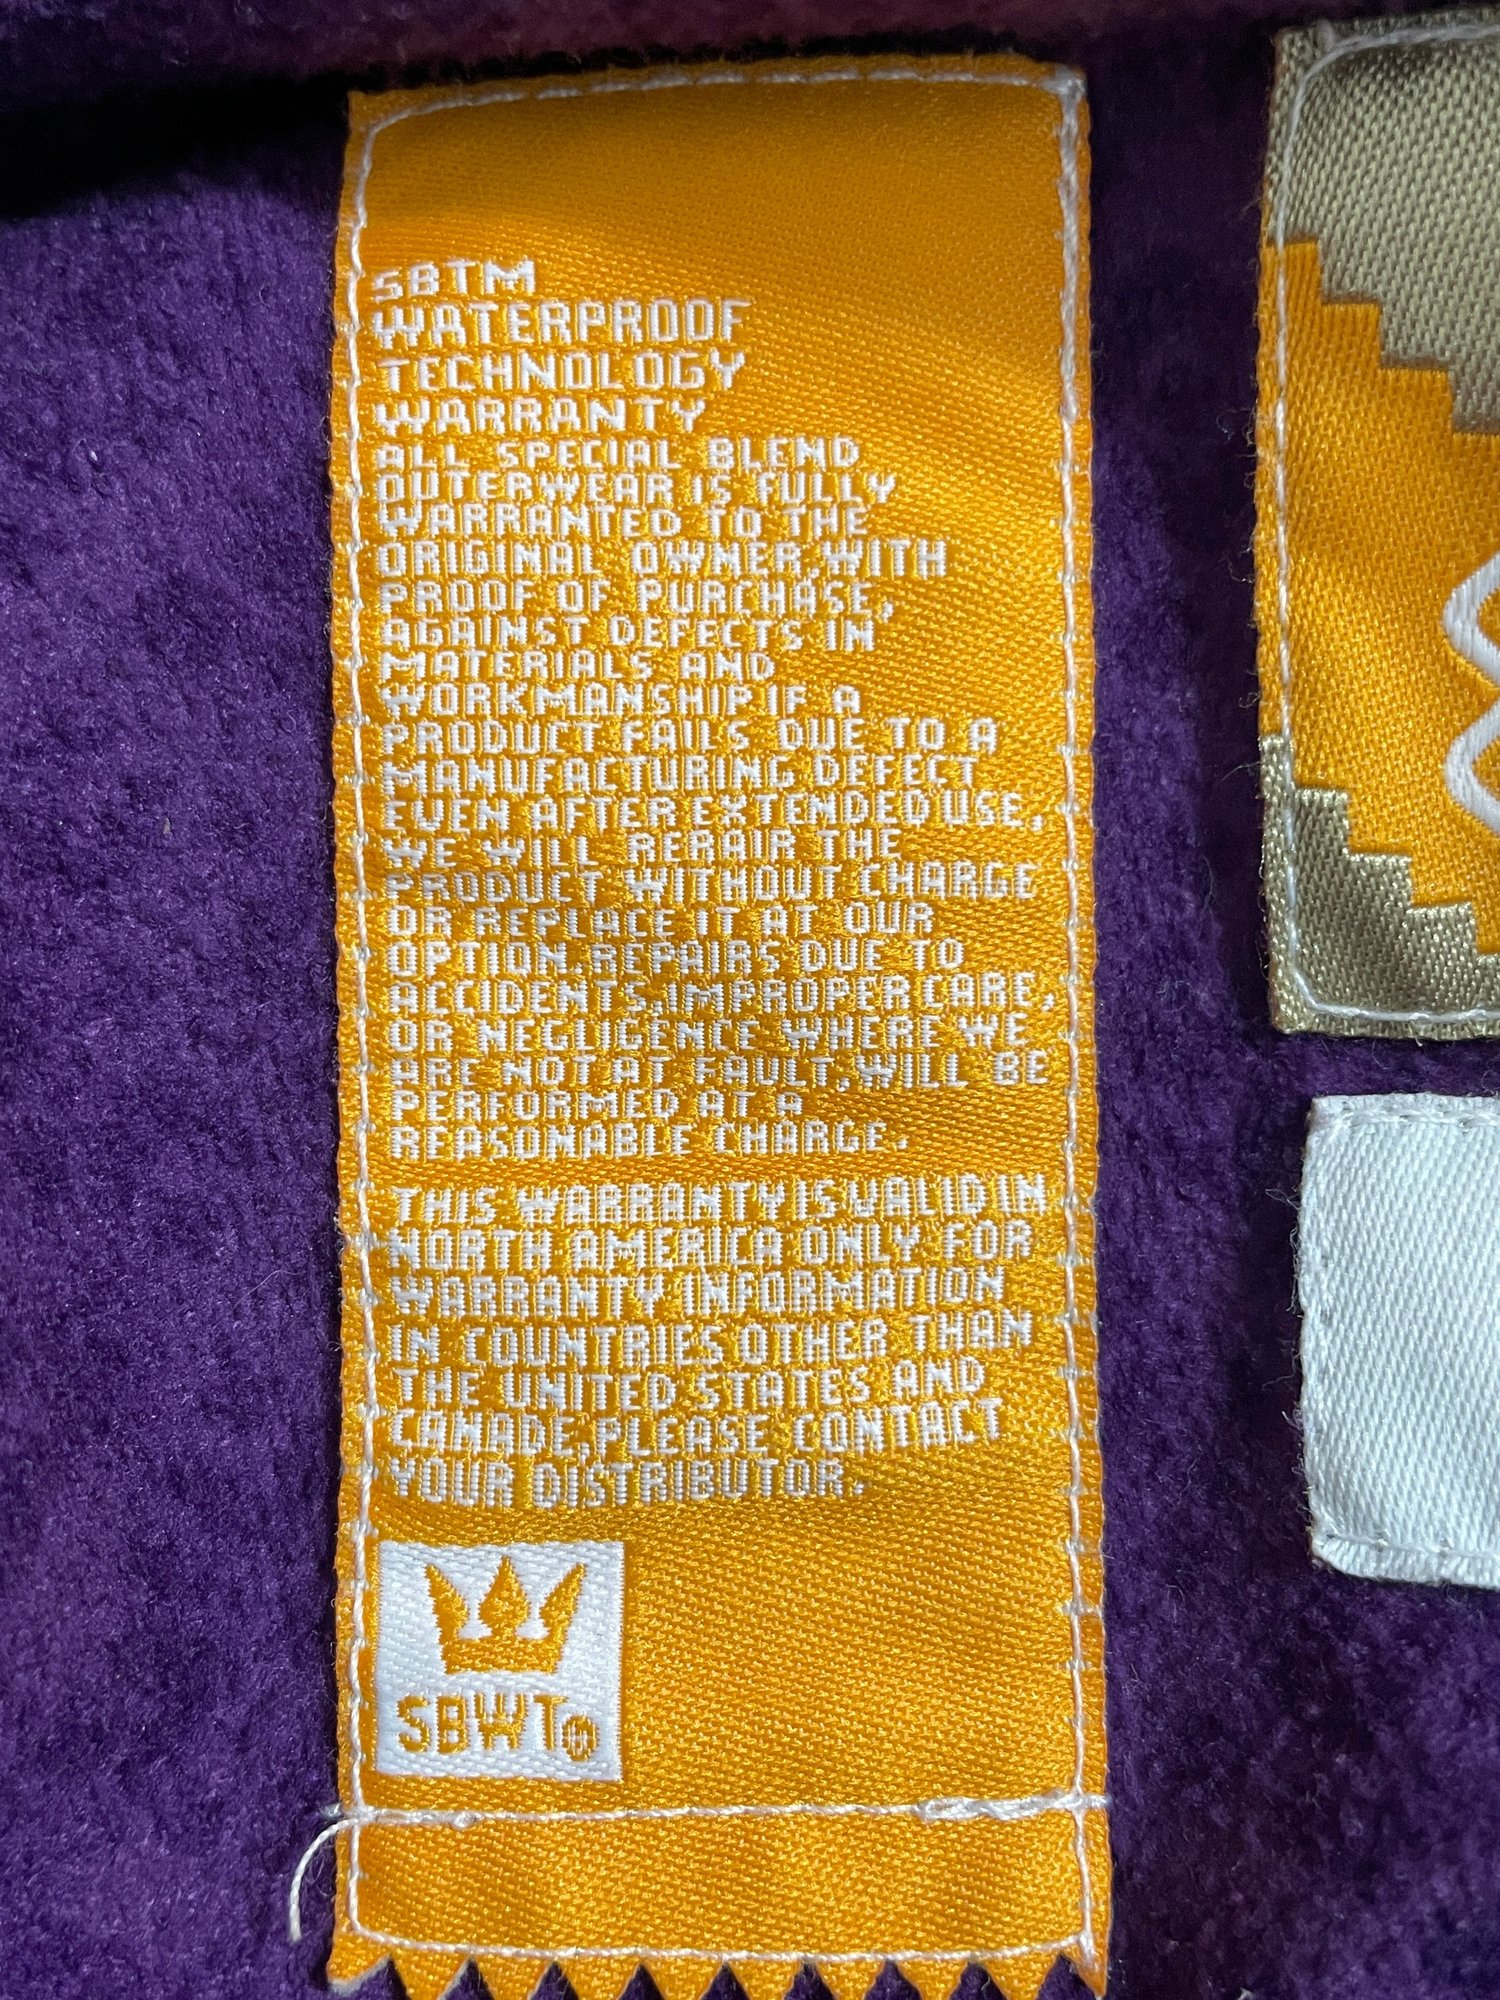 SBTM
WATERPROOF
TECHNOLOGY
WARRANTY
ALL SPECIAL BLEND
OUTERWEAR IS FULLY
WARRANTED TO THE
ORIGINAL OWNER, WITH
PROOF OF PURCHASE,
AGAINST DEFECTS IN
MATERIALS AND
WORKMANSHIP IF A
PRODUCT FAILS DUE TO A
MANUFACTURING DEFECT
EVEN AFTER EXTENDED USE,
WE WILL REPAIR THE
PRODUCT WITHOUT CHARGE
OR REPLACE IT AT OUR
OPTION. REPAIRS DUE TO
ACCIDENTS, IMPROPER CARE,
OR NEGLIGENCE WHERE WE
ARE NOT AT FAULT, WILL BE
PERFORMED AT A
REASONABLE CHARGE.
THIS WARRANTY IS VALID IN
NORTH AMERICA ONLY FOR
WARRANTY INFORMATION
IN COUNTRIES OTHER THAN
THE UNITED STATES AND
CANADE, PLEASE CONTACT
YOUR DISTRIBUTOR.
SBWT®